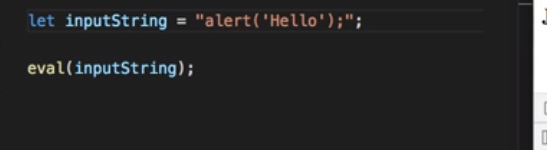 let inputString = "alert('Hello');";
eval(inputString);